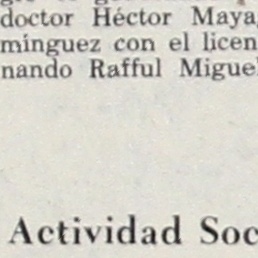 doctor Héctor Maya
mínguez con el licen
nando Rafful Miguel
Actividad Soc